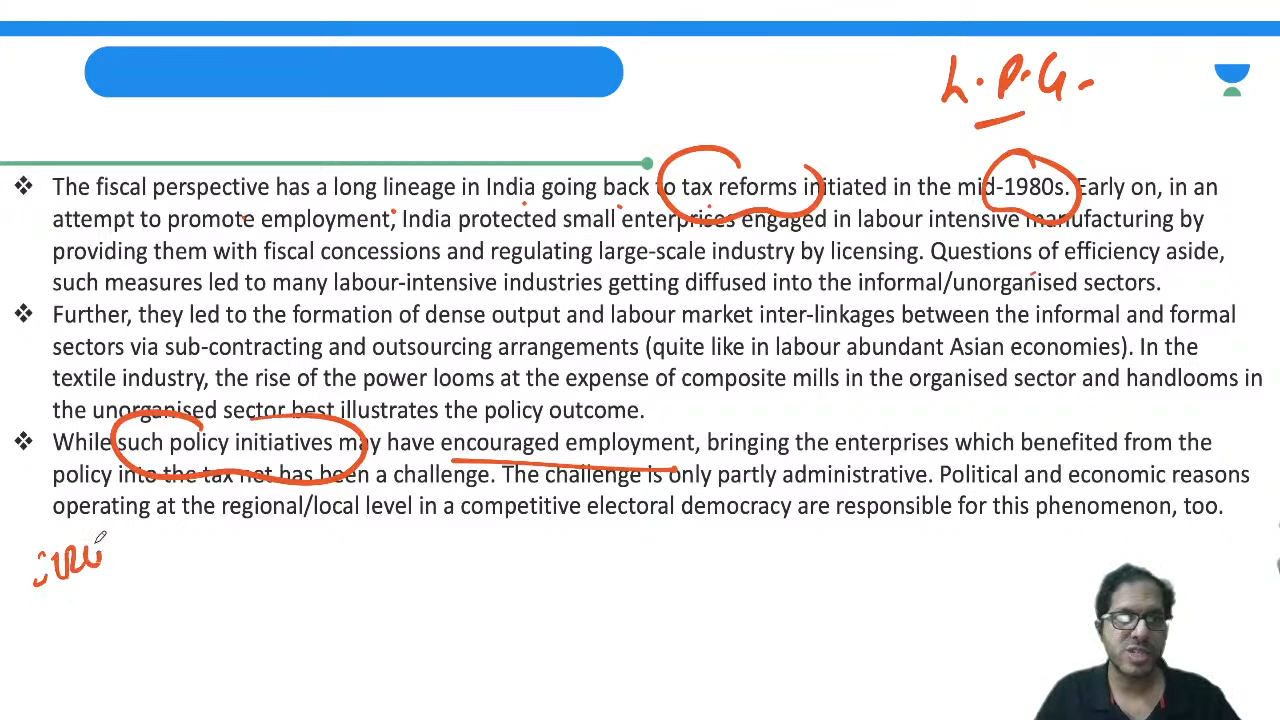 L.P.G.
❖ The fiscal perspective has a long lineage in India going back to tax reforms initiated in the mid-1980s. Early on, in an
attempt to promote employment, India protected small enterprises engaged in labour intensive manufacturing by
providing them with fiscal concessions and regulating large-scale industry by licensing. Questions of efficiency aside,
such measures led to many labour-intensive industries getting diffused into the informal/unorganised sectors.
❖ Further, they led to the formation of dense output and labour market inter-linkages between the informal and formal
sectors via sub-contracting and outsourcing arrangements (quite like in labour abundant Asian economies). In the
textile industry, the rise of the power looms at the expense of composite mills in the organised sector and handlooms in
the unorganised sector best illustrates the policy outcome.
❖ While such policy initiatives may have encouraged employment, bringing the enterprises which benefited from the
policy into the tax net has been a challenge. The challenge is only partly administrative. Political and economic reasons
operating at the regional/local level in a competitive electoral democracy are responsible for this phenomenon, too.